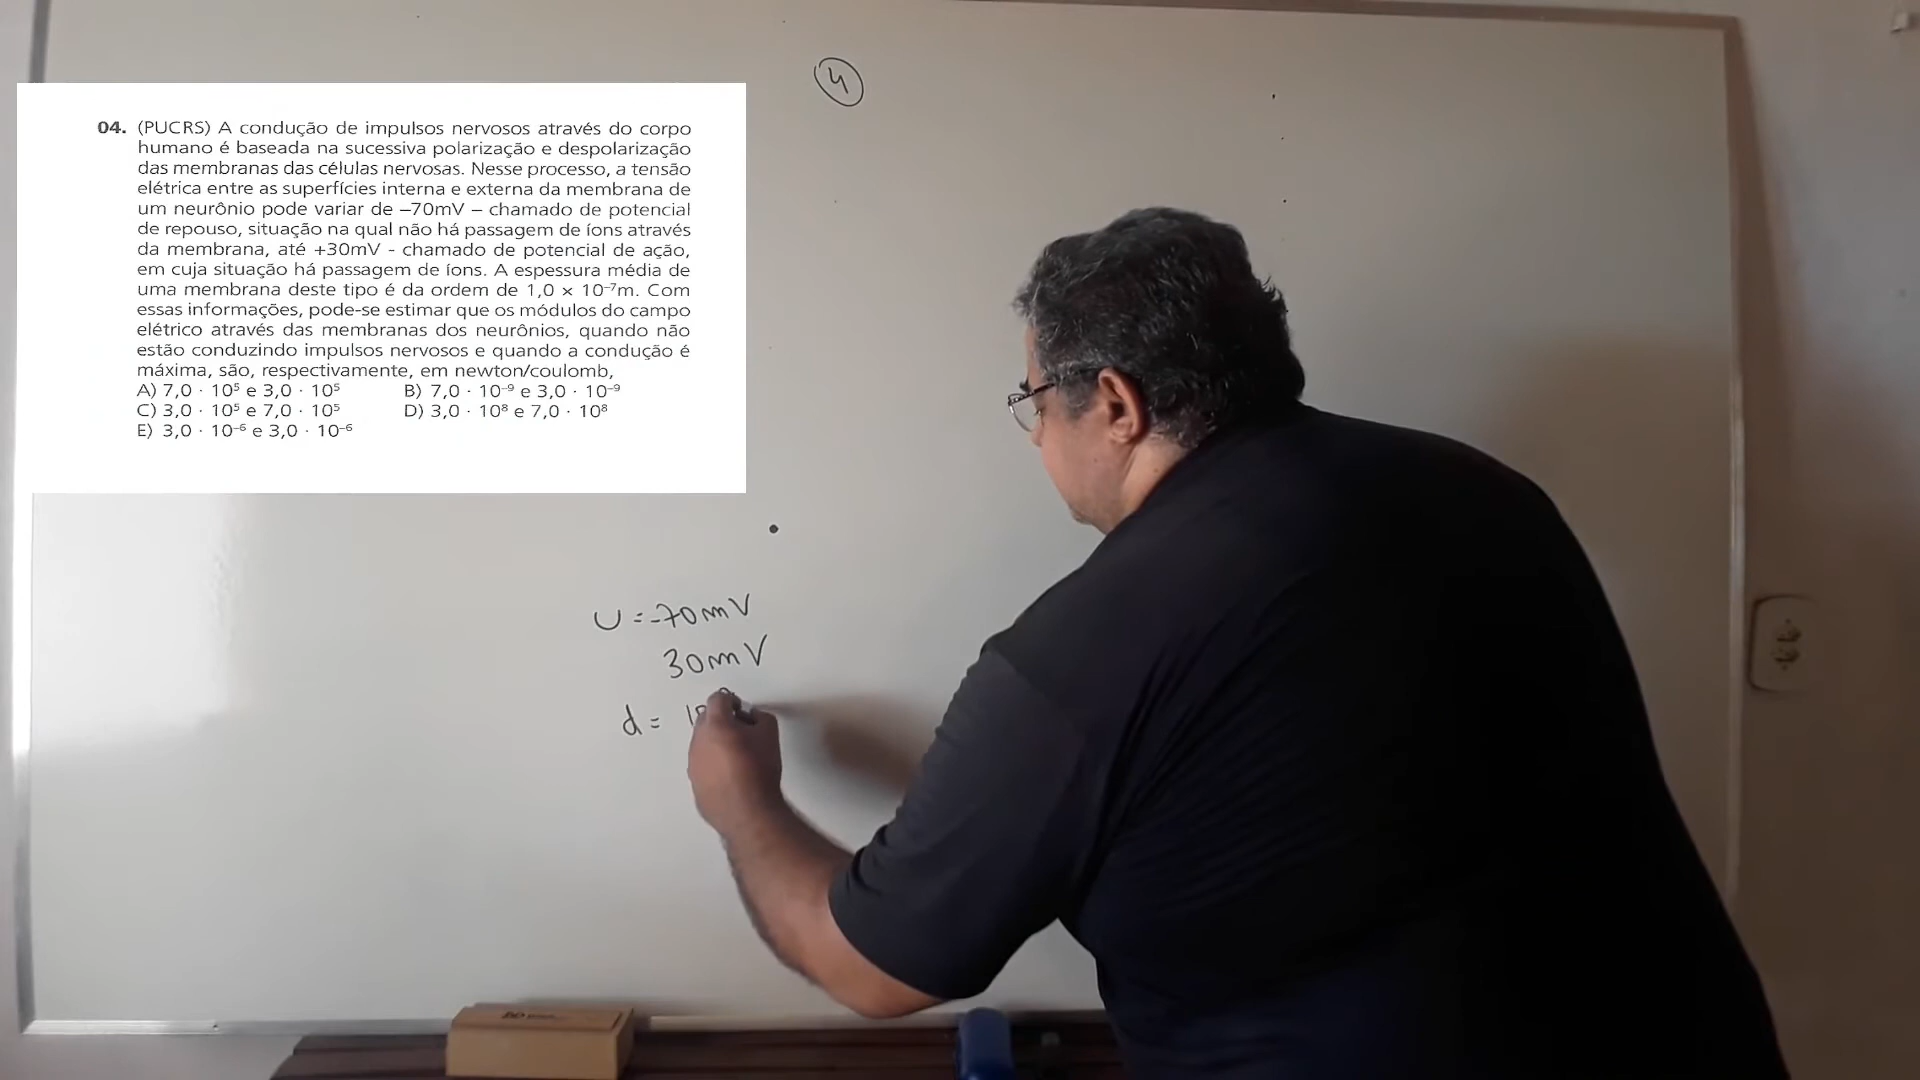 4
04. (PUCRS) A condução de impulsos nervosos através do corpo
humano é baseada na sucessiva polarização e despolarização
das membranas das células nervosas. Nesse processo, a tensão
elétrica entre as superfícies interna e externa da membrana de
um neurônio pode variar de –70mV – chamado de potencial
de repouso, situação na qual não há passagem de íons através
da membrana, até +30mV - chamado de potencial de ação,
em cuja situação há passagem de íons. A espessura média de
uma membrana deste tipo é da ordem de 1,0 × 10⁻⁷m. Com
essas informações, pode-se estimar que os módulos do campo
elétrico através das membranas dos neurônios, quando não
estão conduzindo impulsos nervosos e quando a condução é
máxima, são, respectivamente, em newton/coulomb,
A) 7,0 · 10⁵ e 3,0 · 10⁵ B) 7,0 · 10⁻⁹ e 3,0 · 10⁻⁹
C) 3,0 · 10⁵ e 7,0 · 10⁵ D) 3,0 · 10⁸ e 7,0 · 10⁸
E) 3,0 · 10⁻⁶ e 3,0 · 10⁻⁶
U = -70mV
30mV
d =